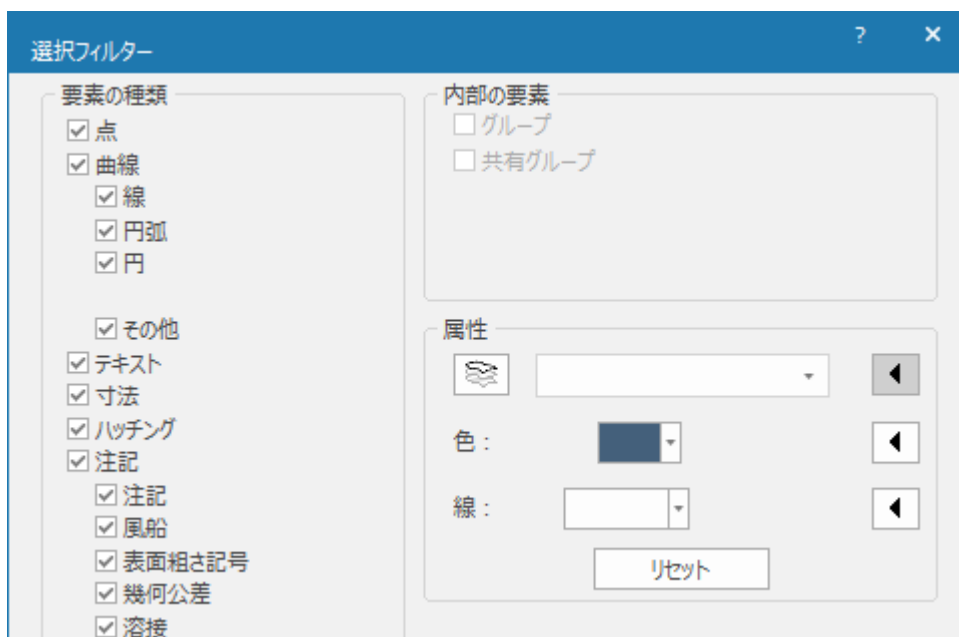 選択フィルター
?
×
要素の種類
点
曲線
線
円弧
円
その他
テキスト
寸法
ハッチング
注記
注記
風船
表面粗さ記号
幾何公差
溶接
内部の要素
グループ
共有グループ
属性
色 :
線 :
リセット